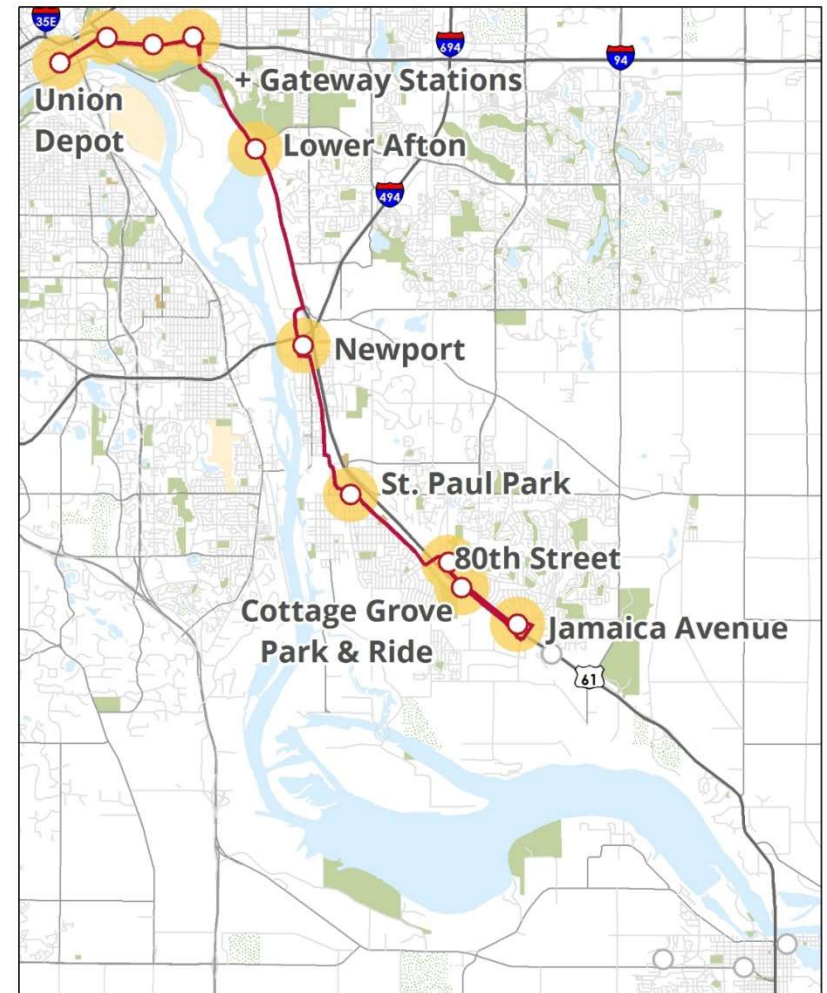 35E
694
94
+ Gateway Stations
Union
Depot
Lower Afton
494
Newport
St. Paul Park
80th Street
Cottage Grove
Park & Ride
Jamaica Avenue
61